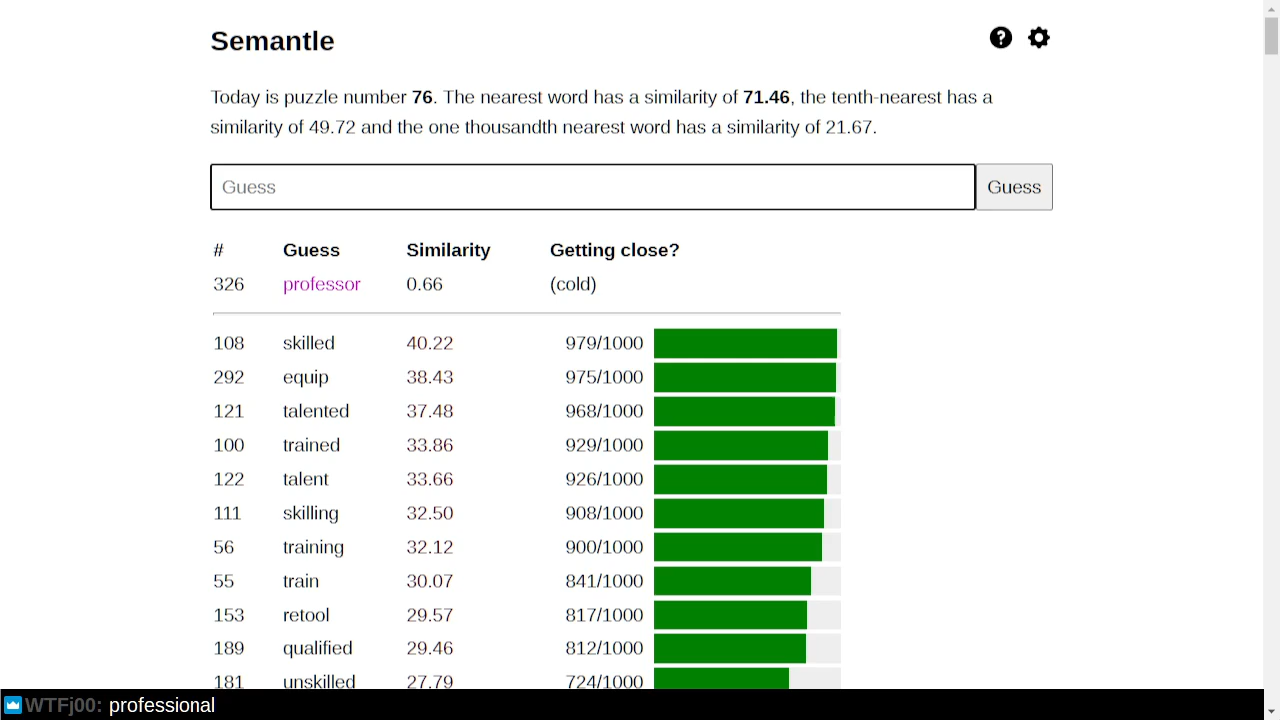 Semantle
Today is puzzle number 76. The nearest word has a similarity of 71.46, the tenth-nearest has a
similarity of 49.72 and the one thousandth nearest word has a similarity of 21.67.
Guess Guess
# Guess Similarity Getting close?
326 professor 0.66 (cold)
108 skilled 40.22 979/1000
292 equip 38.43 975/1000
121 talented 37.48 968/1000
100 trained 33.86 929/1000
122 talent 33.66 926/1000
111 skilling 32.50 908/1000
56 training 32.12 900/1000
55 train 30.07 841/1000
153 retool 29.57 817/1000
189 qualified 29.46 812/1000
181 unskilled 27.79 724/1000
WTFj00: professional